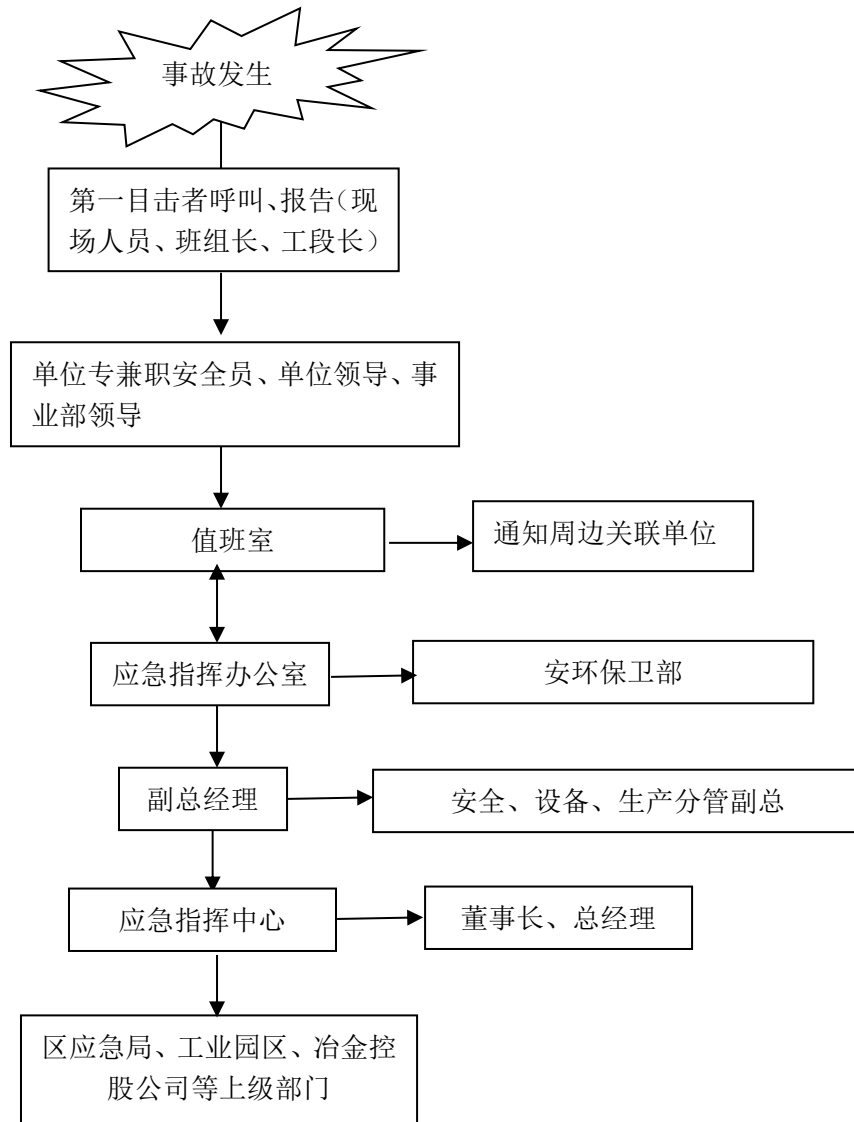 事故发生
第一目击者呼叫、报告（现
场人员、班组长、工段长）
单位专兼职安全员、单位领导、事
业部领导
值班室
通知周边关联单位
应急指挥办公室
安环保卫部
副总经理
安全、设备、生产分管副总
应急指挥中心
董事长、总经理
区应急局、工业园区、冶金控
股公司等上级部门